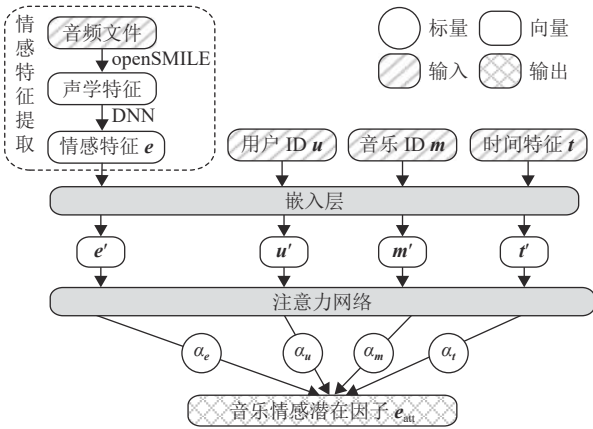 情感特征提取
音频文件
openSMILE
声学特征
DNN
情感特征 e
标量
向量
输入
输出
用户 ID u
音乐 ID m
时间特征 t
嵌入层
e′
u′
m′
t′
注意力网络
αe
αu
αm
αt
音乐情感潜在因子 eatt